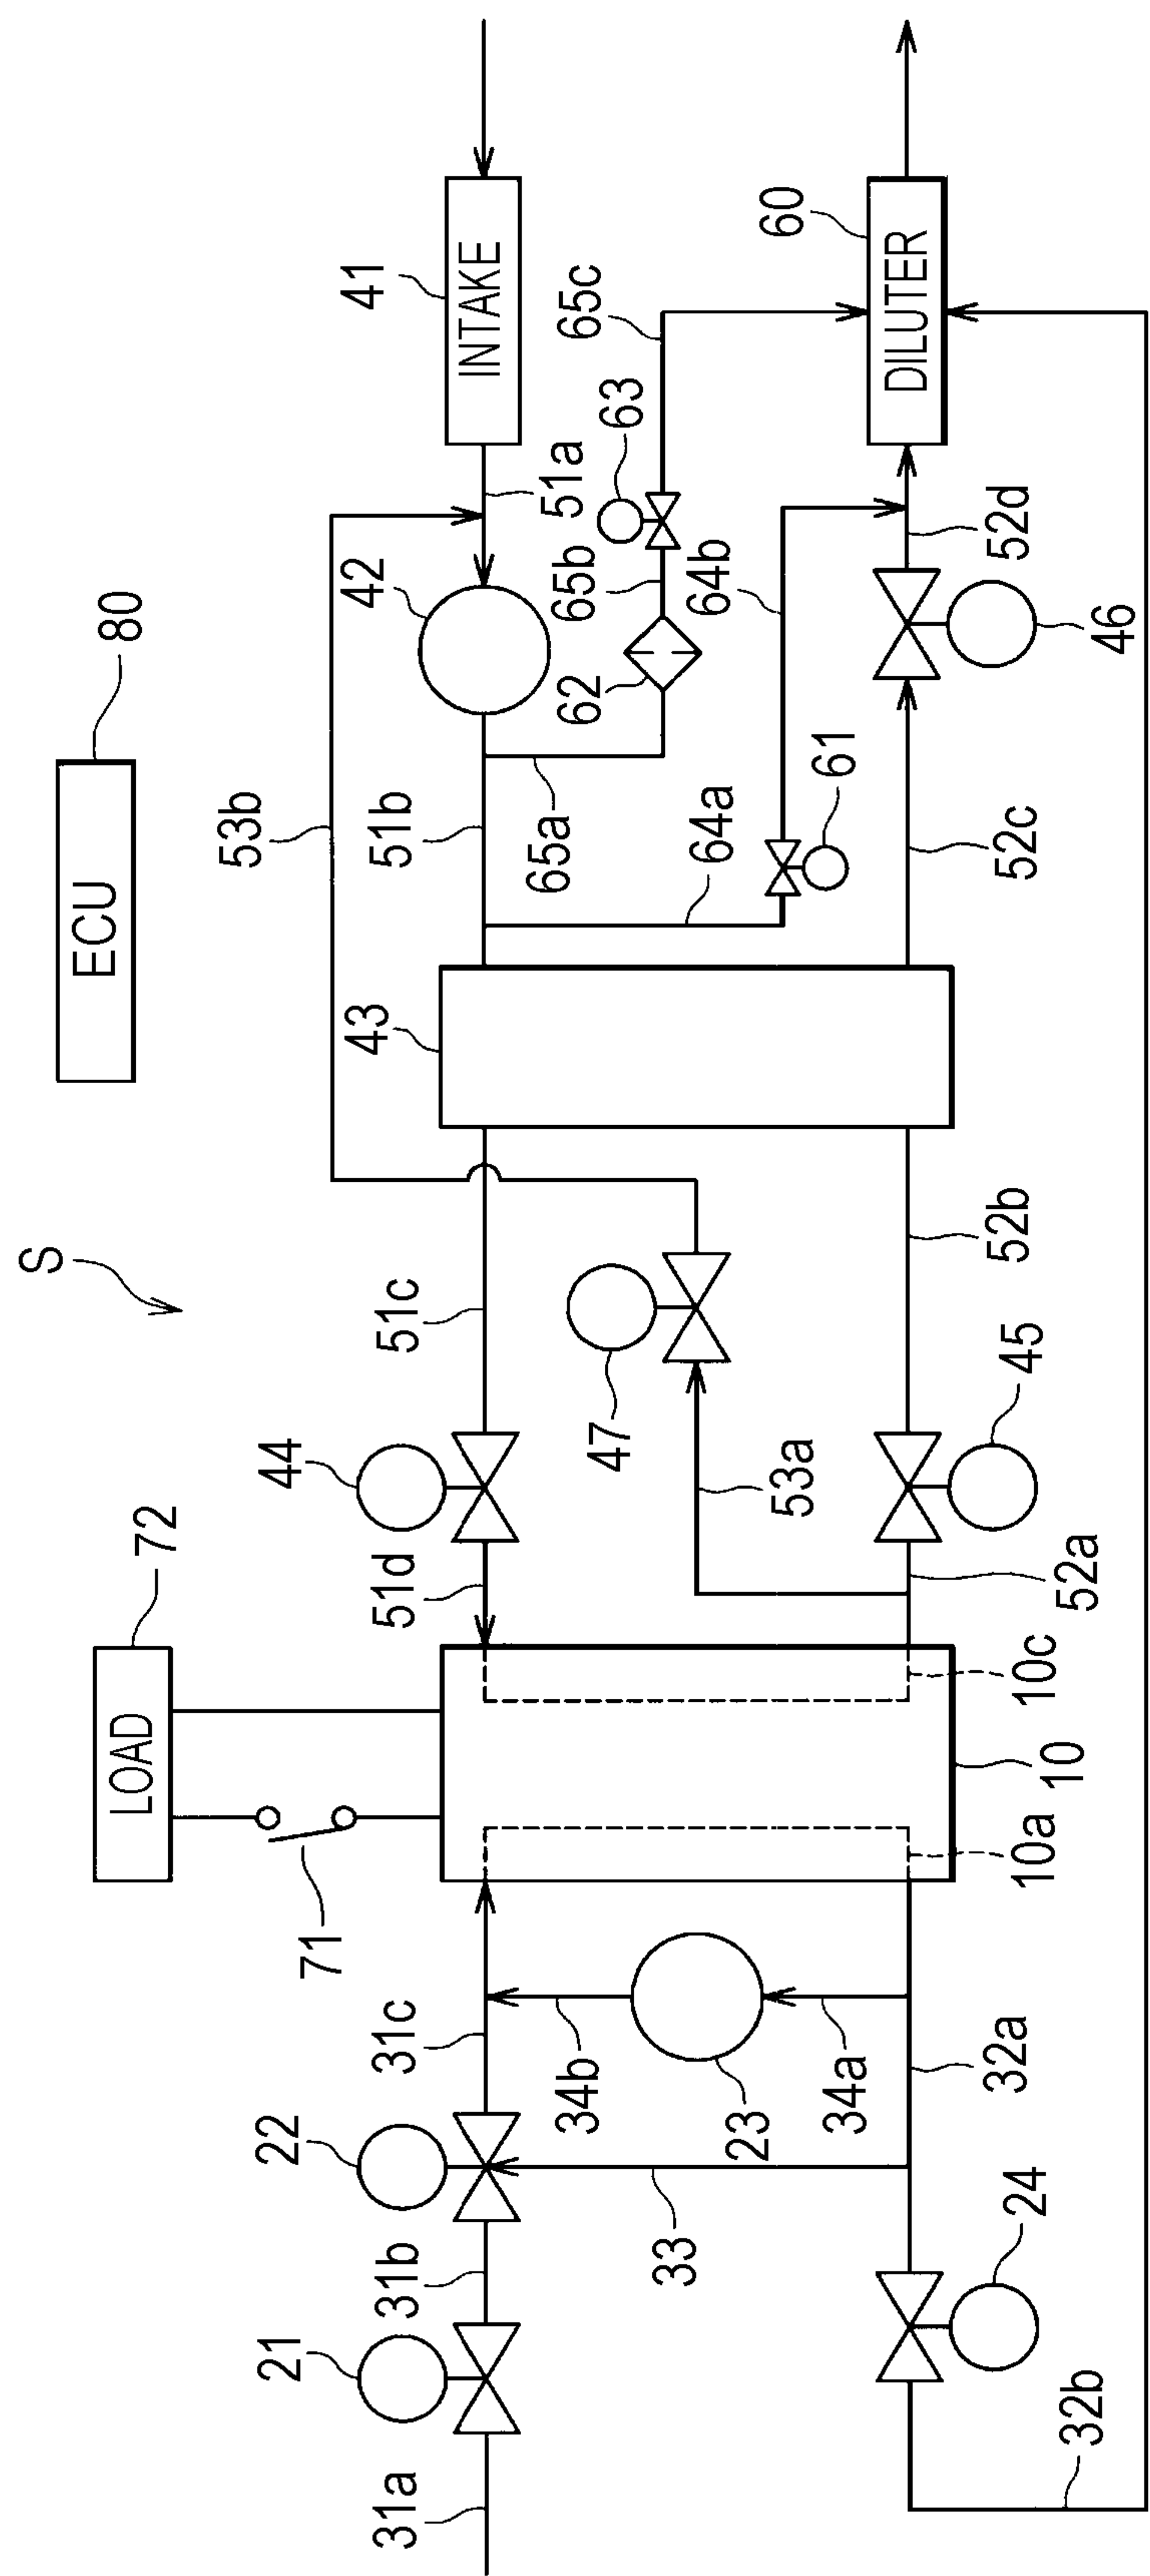 S
ECU
80
LOAD
72
71
53b
44
51d
51c
51b
42
41
INTAKE
51a
21
22
31a
31b
31c
43
47
53a
65a
62
65b
63
65c
34b
23
34a
33
64a
61
64b
60
DILUTER
24
32b
32a
10a
10
10c
52a
45
52b
52c
46
52d